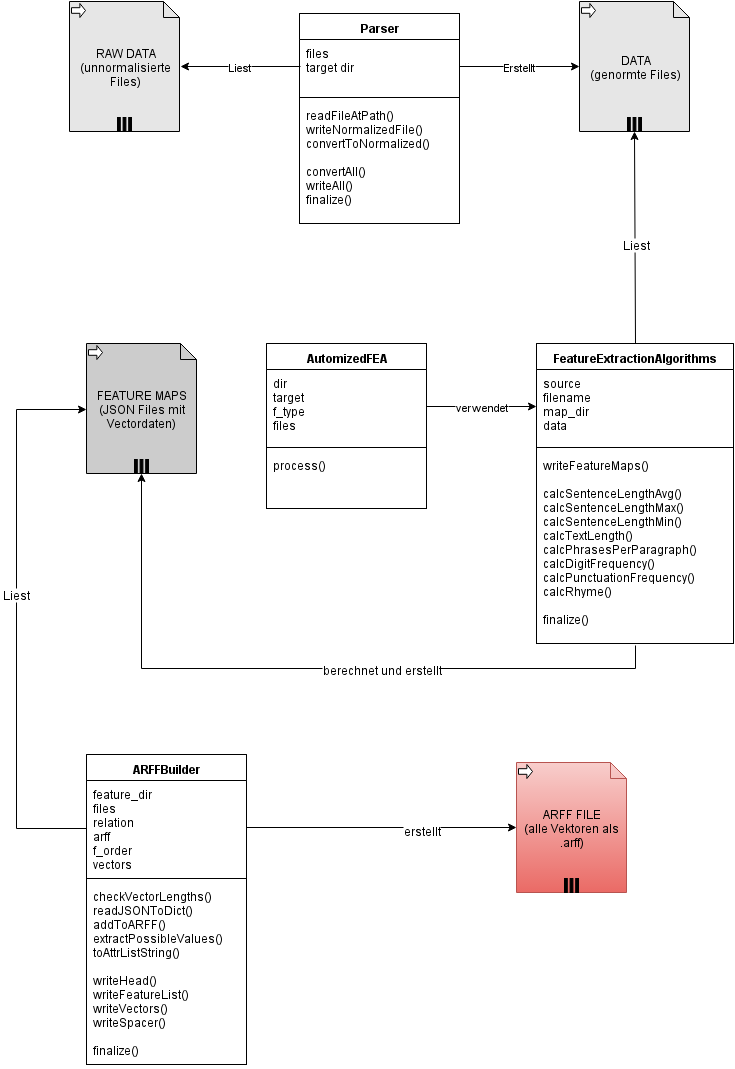 RAW DATA
(unnormalisierte
Files)
Liest
Parser
files
target dir
readFileAtPath()
writeNormalizedFile()
convertToNormalized()
convertAll()
writeAll()
finalize()
Erstellt
DATA
(genormte Files)
Liest
FEATURE MAPS
(JSON Files mit
Vectordaten)
AutomizedFEA
dir
target
f_type
files
process()
verwendet
FeatureExtractionAlgorithms
source
filename
map_dir
data
writeFeatureMaps()
calcSentenceLengthAvg()
calcSentenceLengthMax()
calcSentenceLengthMin()
calcTextLength()
calcPhrasesPerParagraph()
calcDigitFrequency()
calcPunctuationFrequency()
calcRhyme()
finalize()
Liest
berechnet und erstellt
ARFFBuilder
feature_dir
files
relation
arff
f_order
vectors
checkVectorLengths()
readJSONToDict()
addToARFF()
extractPossibleValues()
toAttrListString()
writeHead()
writeFeatureList()
writeVectors()
writeSpacer()
finalize()
erstellt
ARFF FILE
(alle Vektoren als
.arff)